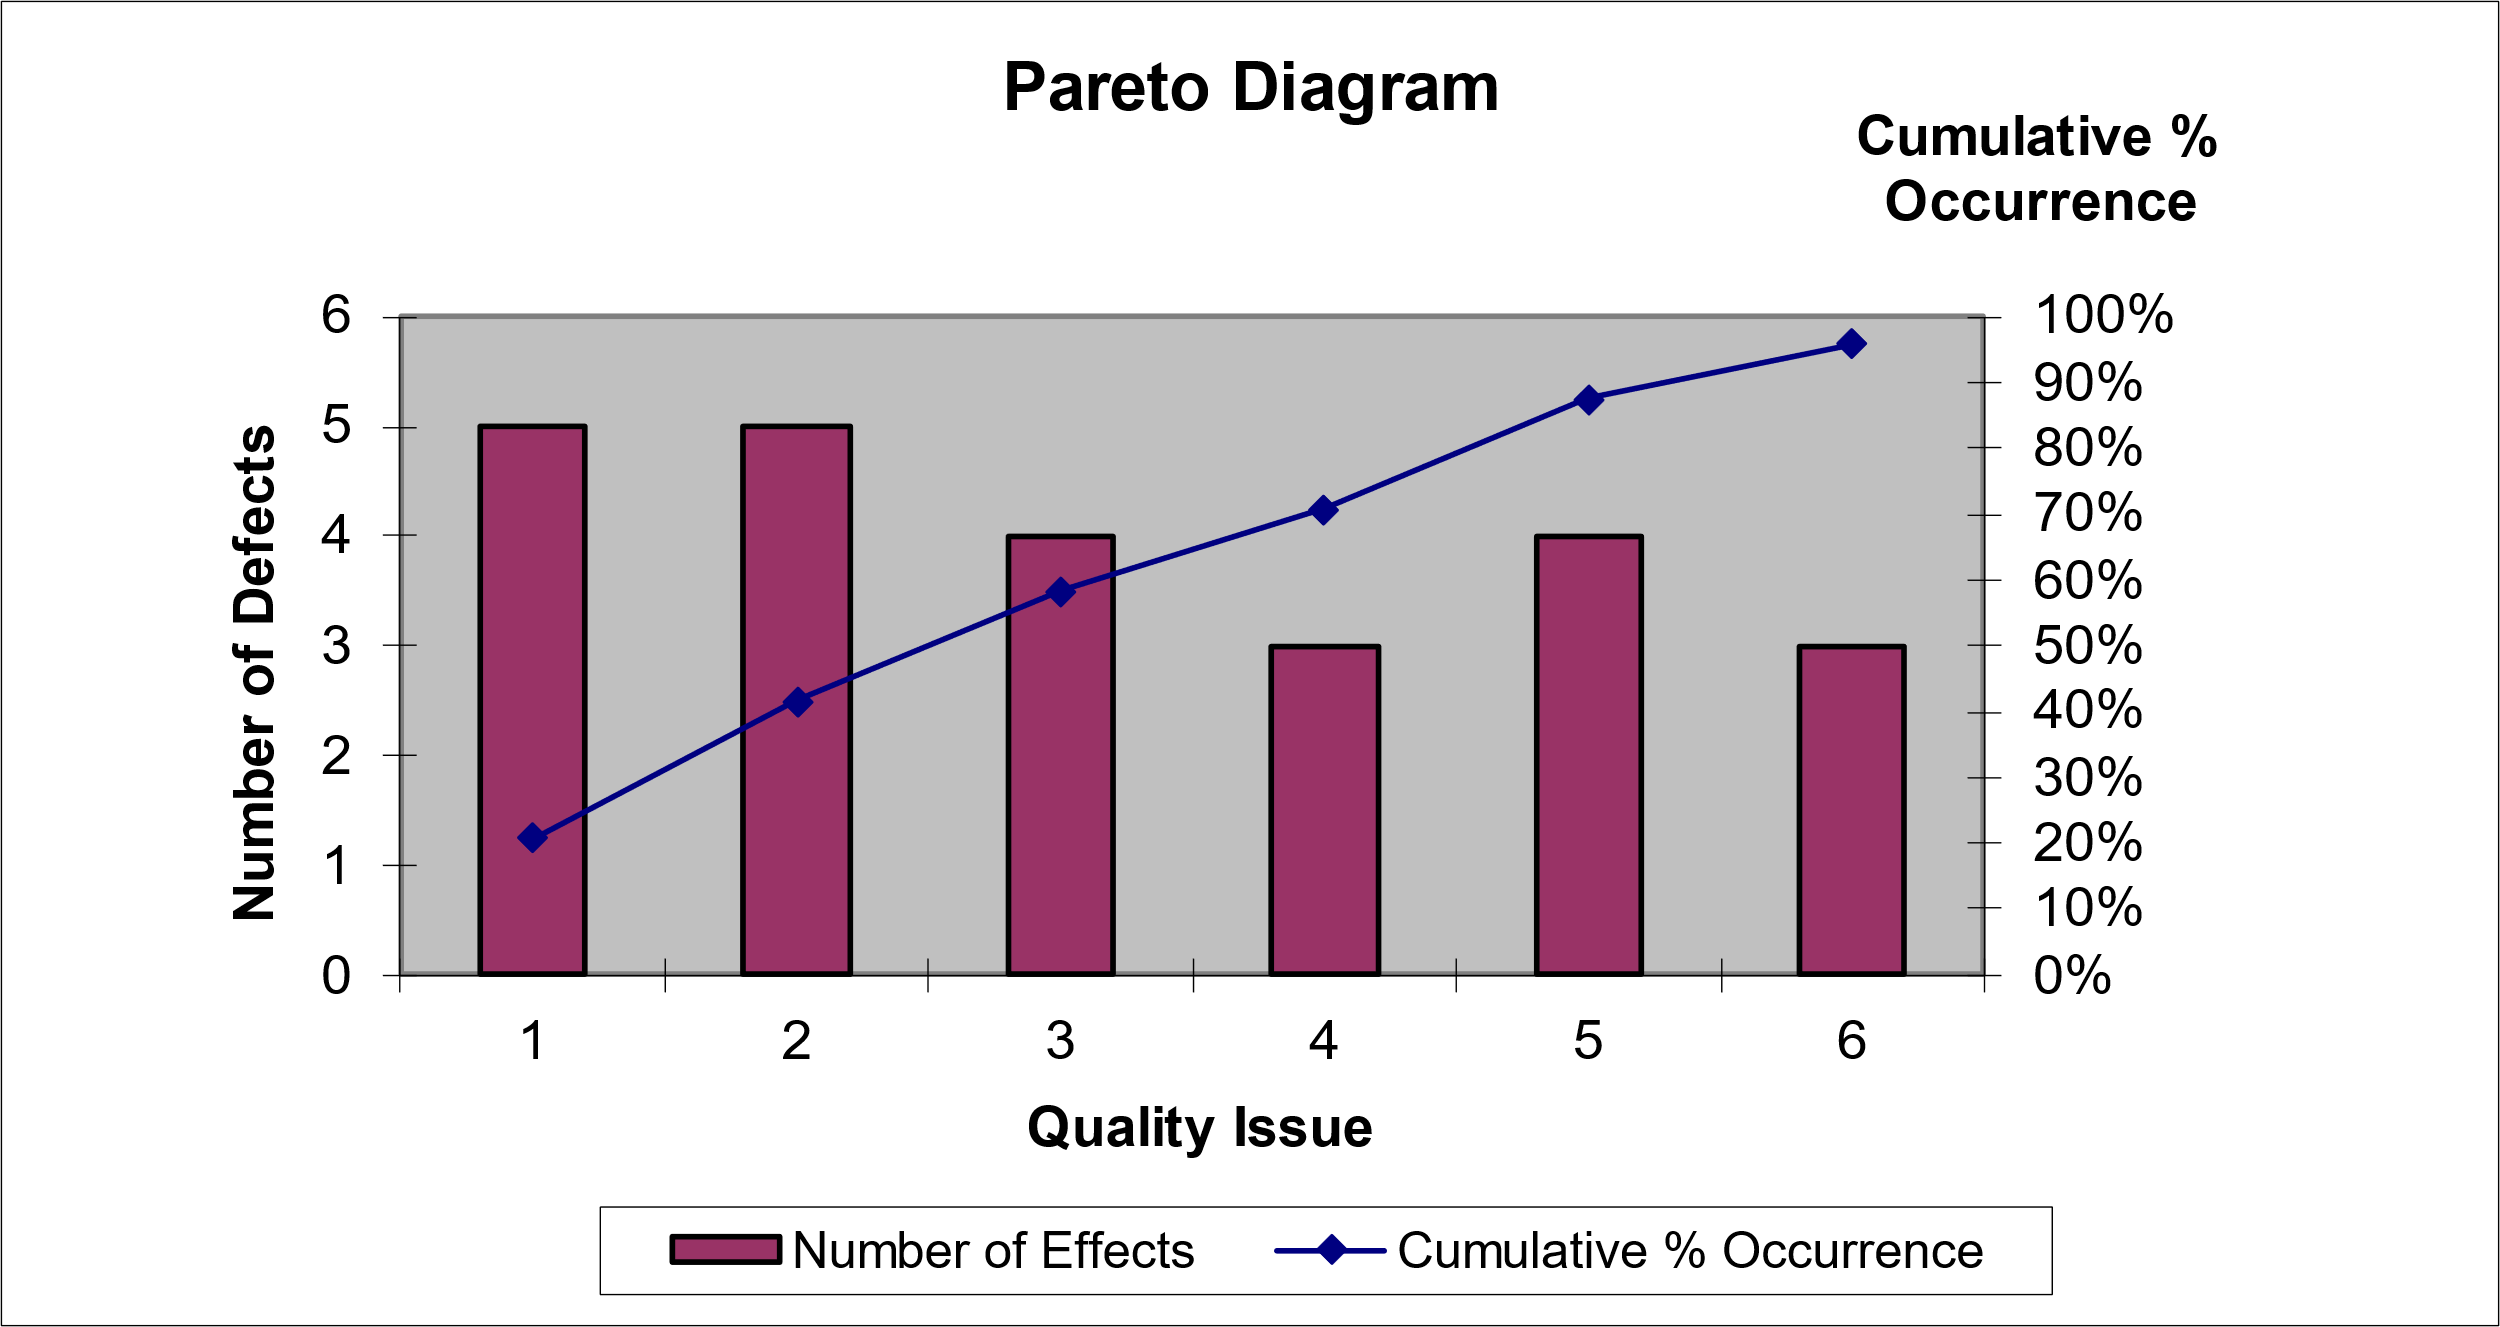 Pareto Diagram
Cumulative %
Occurrence
Number of Defects
6
5
4
3
2
1
0
100%
90%
80%
70%
60%
50%
40%
30%
20%
10%
0%
1 2 3 4 5 6
Quality Issue
Number of Effects Cumulative % Occurrence